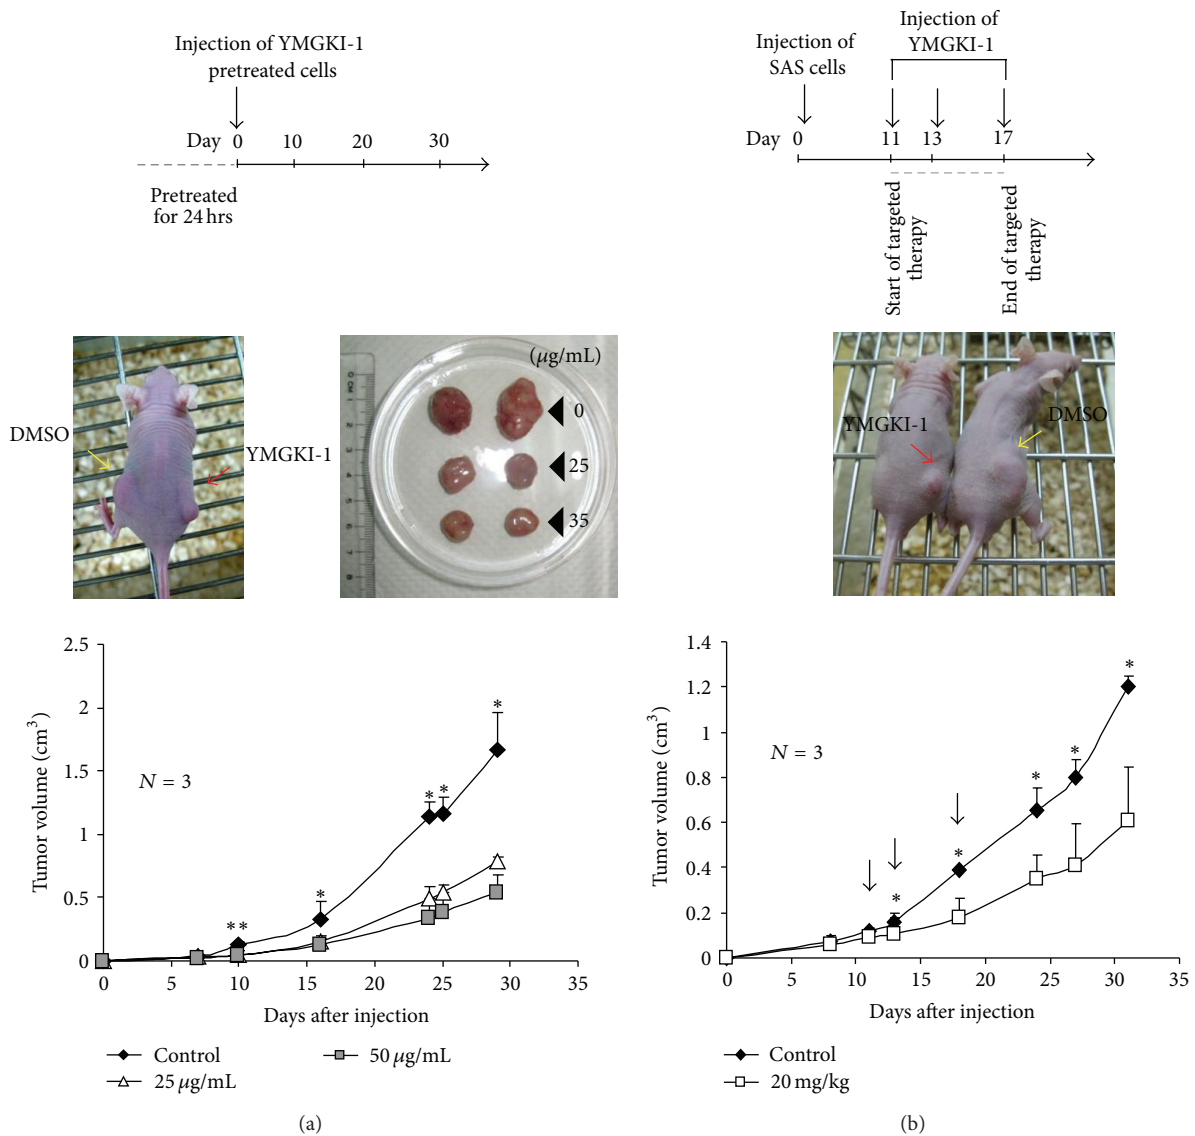 Injection of YMGKI-1
pretreated cells
Day 0 10 20 30
Pretreated
for 24 hrs
DMSO
YMGKI-1
(μg/mL)
0
25
35
2.5
2
1.5
1
0.5
0
Tumor volume (cm³)
N = 3
**
*
*
*
*
0 5 10 15 20 25 30 35
Days after injection
Control
50 μg/mL
25 μg/mL
(a)
Injection of
SAS cells
Injection of
YMGKI-1
Day 0 11 13 17
Start of targeted
therapy
End of targeted
therapy
YMGKI-1
DMSO
1.4
1.2
1
0.8
0.6
0.4
0.2
0
Tumor volume (cm³)
N = 3
*
*
*
*
*
0 5 10 15 20 25 30 35
Days after injection
Control
20 mg/kg
(b)